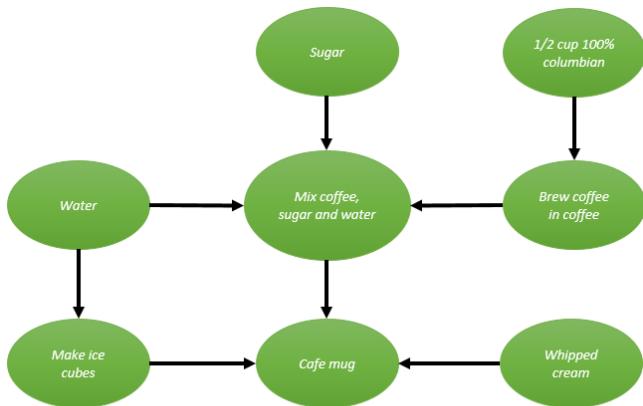 Sugar
1/2 cup 100%
columbian
Water
Mix coffee,
sugar and water
Brew coffee
in coffee
Make ice
cubes
Cafe mug
Whipped
cream